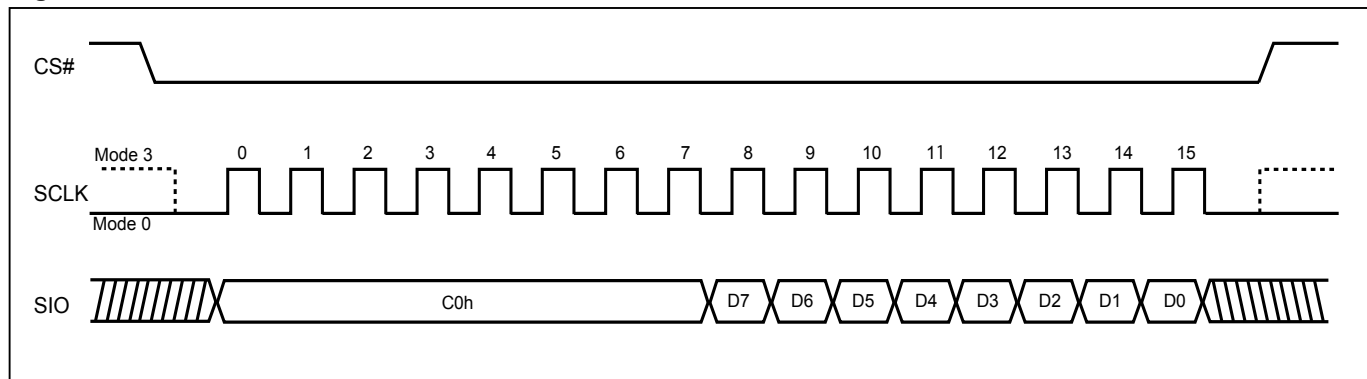 CS#
Mode 3 0 1 2 3 4 5 6 7 8 9 10 11 12 13 14 15
SCLK
Mode 0
SIO C0h D7 D6 D5 D4 D3 D2 D1 D0